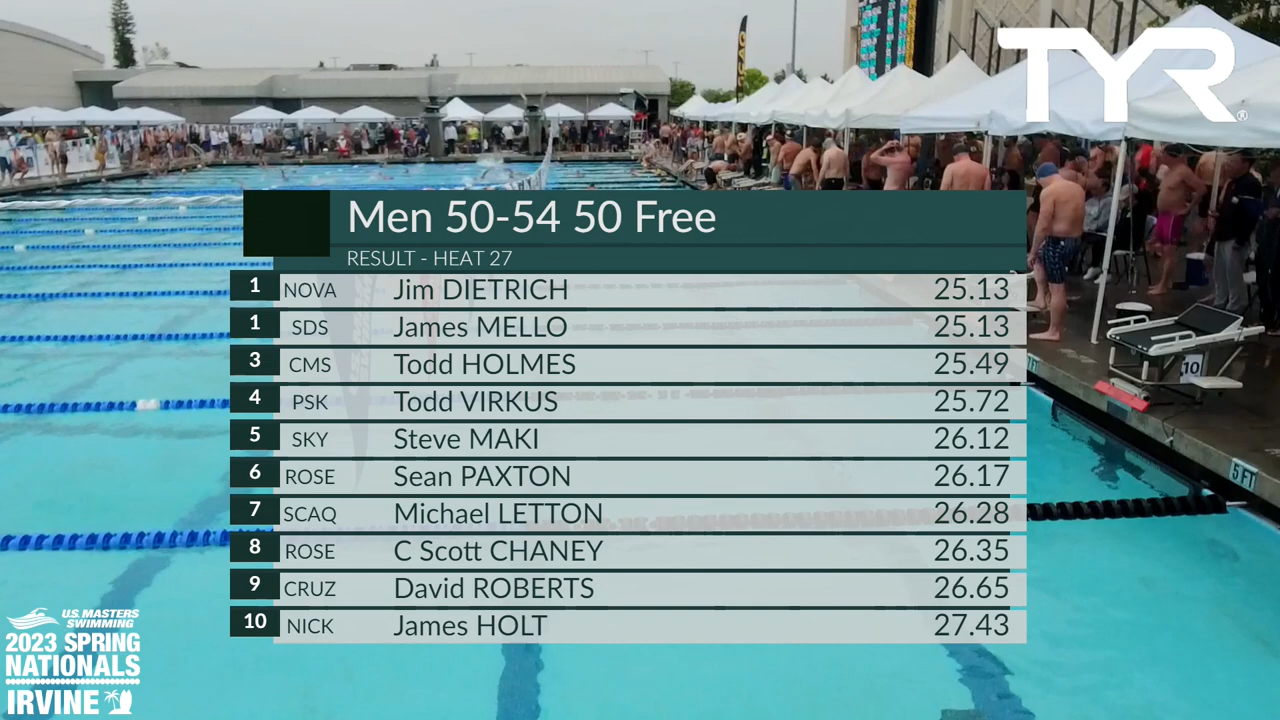 TYR
Men 50-54 50 Free
RESULT - HEAT 27
1 NOVA Jim DIETRICH 25.13
1 SDS James MELLO 25.13
3 CMS Todd HOLMES 25.49
4 PSK Todd VIRKUS 25.72
5 SKY Steve MAKI 26.12
6 ROSE Sean PAXTON 26.17
7 SCAQ Michael LETTON 26.28
8 ROSE C Scott CHANEY 26.35
9 CRUZ David ROBERTS 26.65
10 NICK James HOLT 27.43
10
5 FT
U.S. MASTERS
SWIMMING
2023 SPRING
NATIONALS
IRVINE